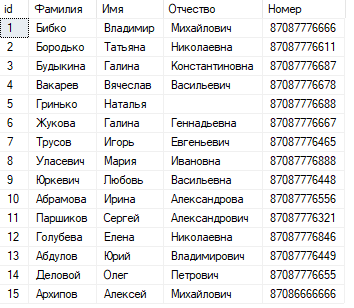 id Фамилия Имя Отчество Номер
1 Бибко Владимир Михайлович 87087776666
2 Бородько Татьяна Николаевна 87087776611
3 Будыкина Галина Константиновна 87087776687
4 Вакарев Вячеслав Васильевич 87087776678
5 Гринько Наталья 87087776688
6 Жукова Галина Геннадьевна 87087776667
7 Трусов Игорь Евгеньевич 87087776465
8 Уласевич Мария Ивановна 87087776888
9 Юркевич Любовь Васильевна 87087776448
10 Абрамова Ирина Александрова 87087776556
11 Паршиков Сергей Александрович 87087776321
12 Голубева Елена Николаевна 87087776846
13 Абдулов Юрий Владимирович 87087776449
14 Деловой Олег Петрович 87087776655
15 Архипов Алексей Михайлович 87086666666